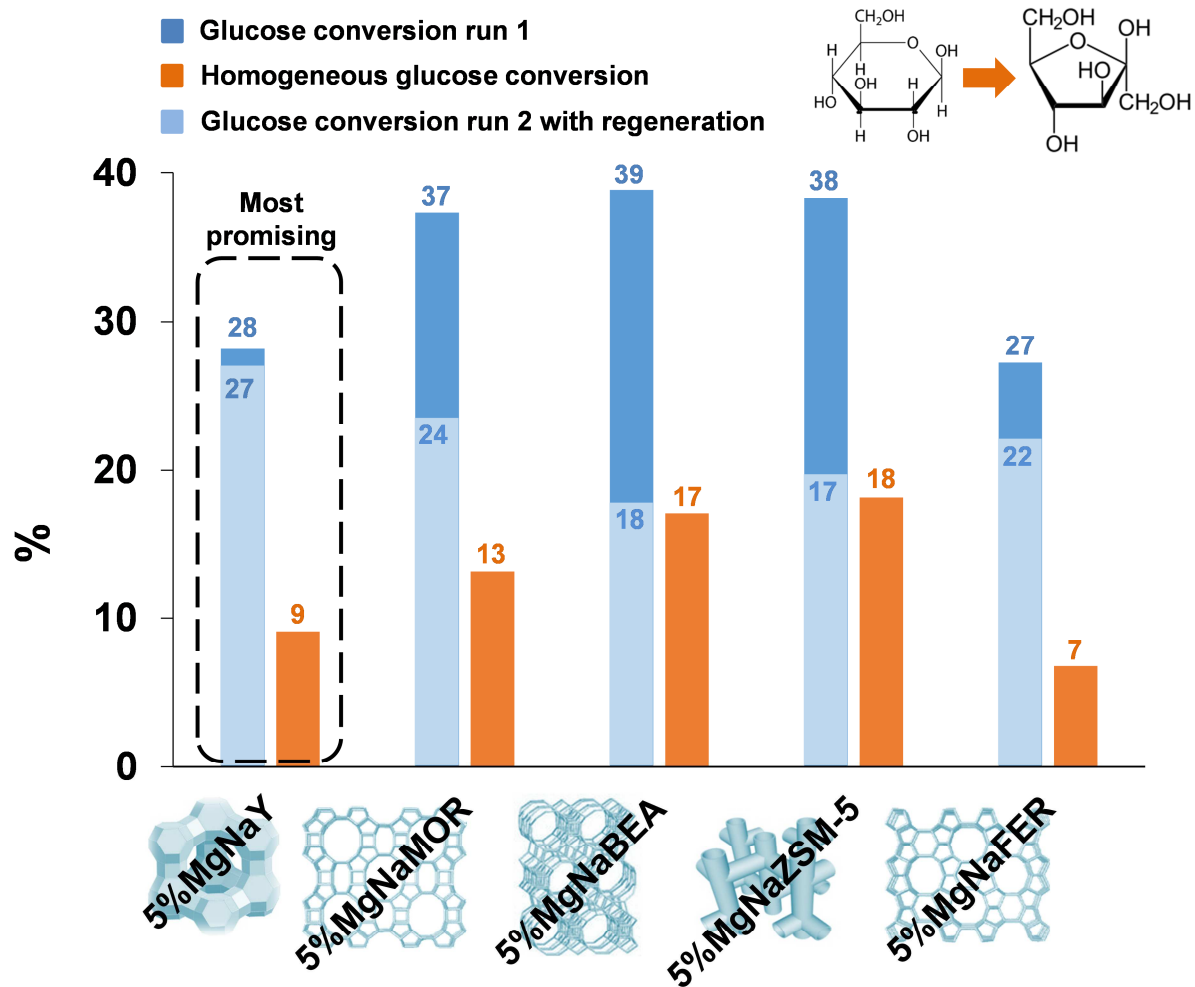 Glucose conversion run 1
Homogeneous glucose conversion
Glucose conversion run 2 with regeneration
CH₂OH
O
H
H
OH
H
OH
H
HO
H
H
OH
CH₂OH
O
OH
HO
CH₂OH
OH
%
40
30
20
10
0
Most
promising
28
27
9
37
24
13
39
18
17
38
17
18
27
22
7
5%MgNaY
5%MgNaMOR
5%MgNaBEA
5%MgNaZSM-5
5%MgNaFER